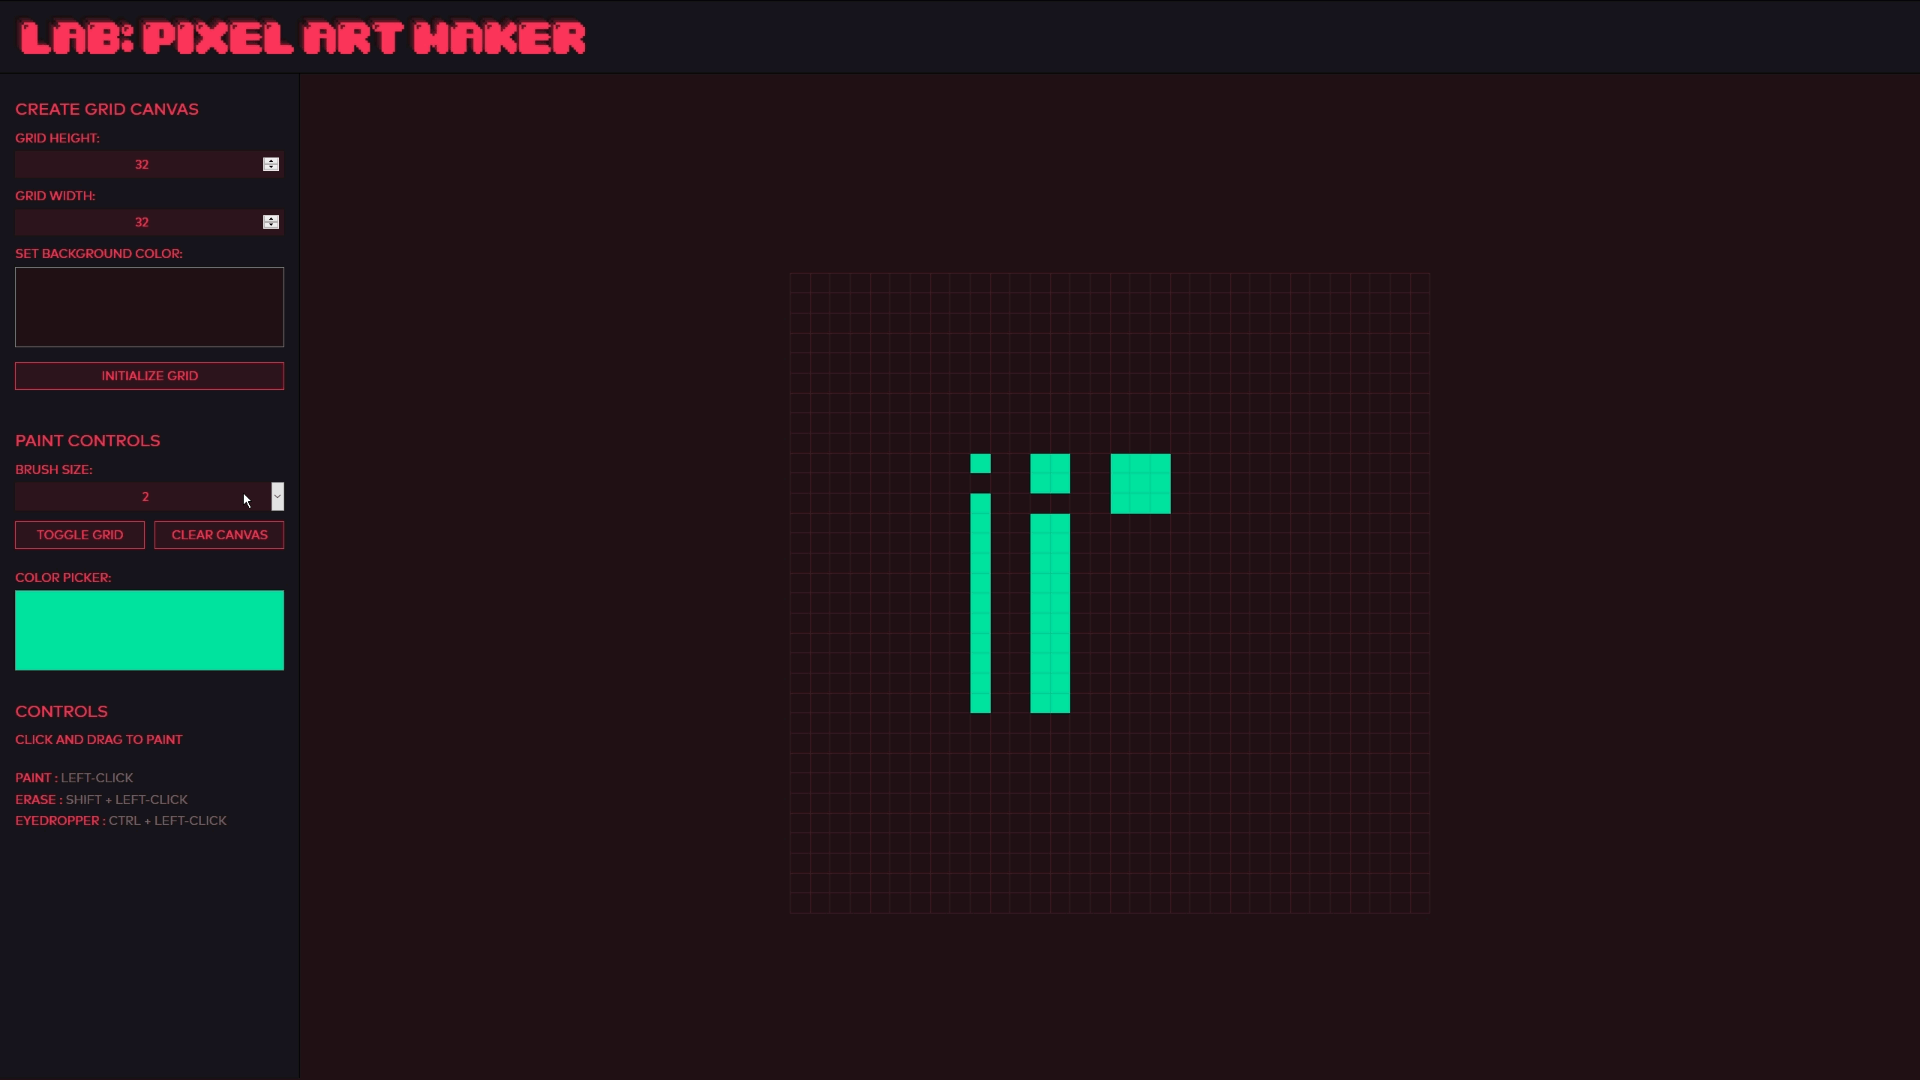 LAB: PIXEL ART MAKER
CREATE GRID CANVAS
GRID HEIGHT:
32
GRID WIDTH:
32
SET BACKGROUND COLOR:
INITIALIZE GRID
PAINT CONTROLS
BRUSH SIZE:
2
TOGGLE GRID CLEAR CANVAS
COLOR PICKER:
CONTROLS
CLICK AND DRAG TO PAINT
PAINT : LEFT-CLICK
ERASE : SHIFT + LEFT-CLICK
EYEDROPPER : CTRL + LEFT-CLICK